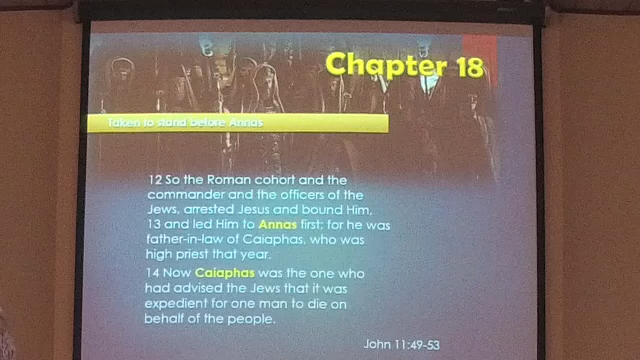 Chapter 18
Taken to stand before Annas
12 So the Roman cohort and the
commander and the officers of the
Jews, arrested Jesus and bound Him,
13 and led Him to Annas first; for he was
father-in-law of Caiaphas, who was
high priest that year.
14 Now Caiaphas was the one who
had advised the Jews that it was
expedient for one man to die on
behalf of the people.
John 11:49-53